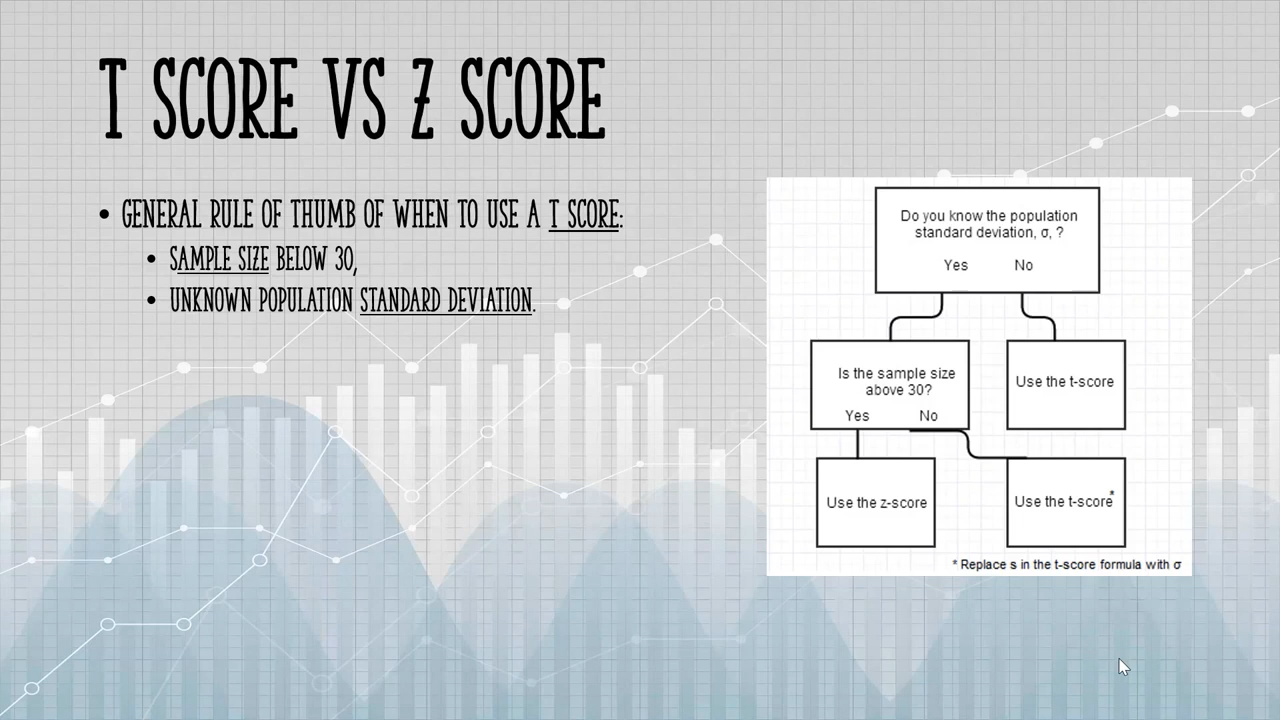 T SCORE VS Z SCORE
• GENERAL RULE OF THUMB OF WHEN TO USE A T SCORE:
• SAMPLE SIZE BELOW 30,
• UNKNOWN POPULATION STANDARD DEVIATION.
Do you know the population
standard deviation, σ, ?
Yes No
Is the sample size
above 30?
Yes No
Use the t-score
Use the z-score
Use the t-score*
* Replace s in the t-score formula with σ